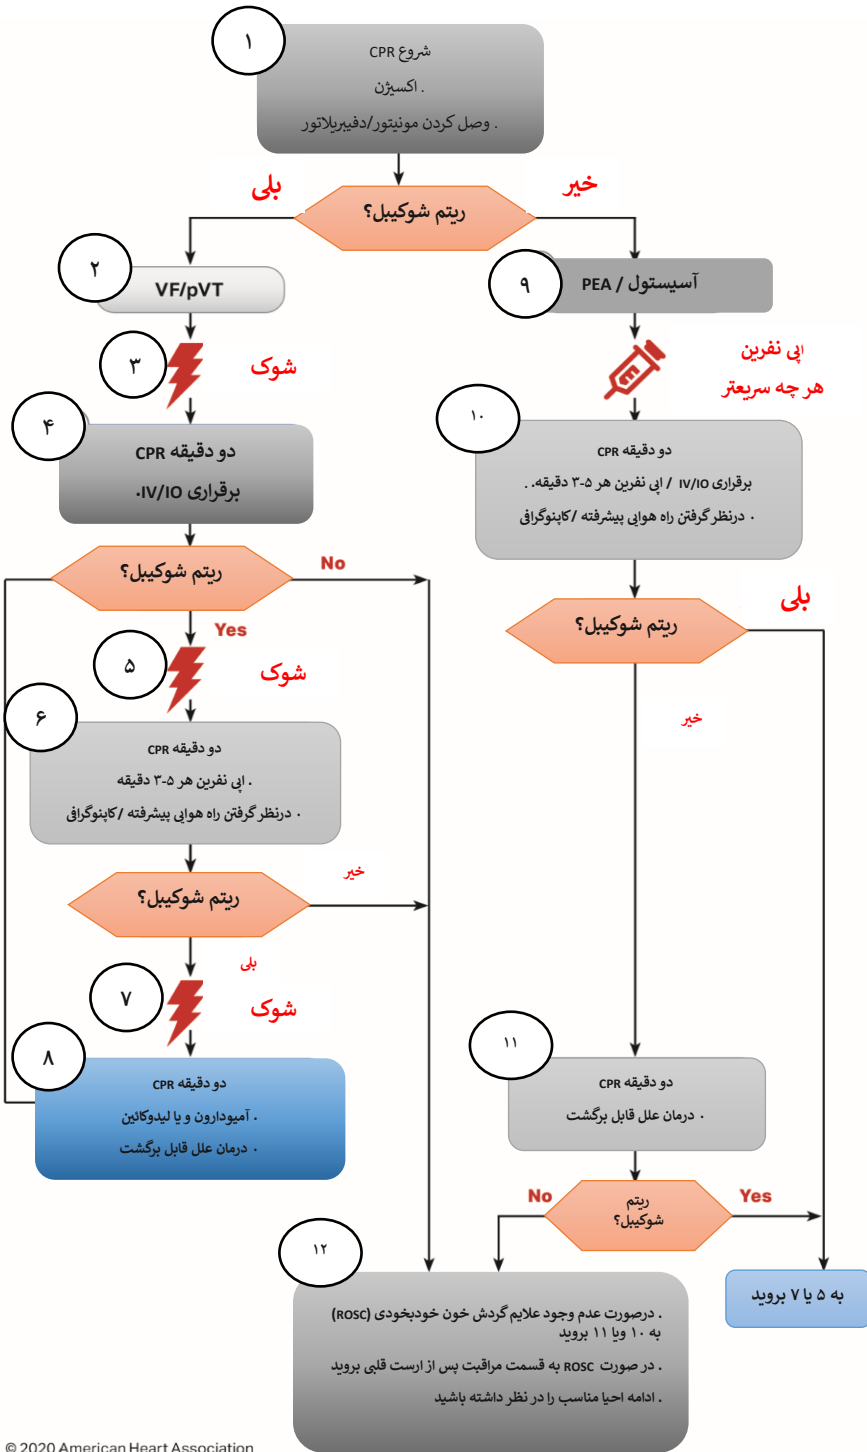 ۱
شروع CPR
. اکسیژن
. وصل کردن مونیتور/دفیبریلاتور
بلی
خیر
ریتم شوکیبل؟
۲
VF/pVT
۹
آسیستول / PEA
۳
شوک
اپی نفرین
هر چه سریعتر
۴
دو دقیقه CPR
برقراری IV/IO.
۱۰
دو دقیقه CPR
برقراری IV/IO / اپی نفرین هر ۵-۳ دقیقه. .
. درنظر گرفتن راه هوایی پیشرفته /کاپنوگرافی
ریتم شوکیبل؟
No
Yes
بلی
ریتم شوکیبل؟
خیر
۵
شوک
۶
دو دقیقه CPR
. اپی نفرین هر ۵-۳ دقیقه
. درنظر گرفتن راه هوایی پیشرفته /کاپنوگرافی
ریتم شوکیبل؟
خیر
بلی
۷
شوک
۸
دو دقیقه CPR
. آمیودارون و یا لیدوکائین
. درمان علل قابل برگشت
۱۱
دو دقیقه CPR
. درمان علل قابل برگشت
No
Yes
ریتم
شوکیبل؟
۱۲
. درصورت عدم وجود علایم گردش خون خودبخودی (ROSC)
به ۱۰ ویا ۱۱ بروید
. در صورت ROSC به قسمت مراقبت پس از ارست قلبی بروید
. ادامه احیا مناسب را در نظر داشته باشید
به ۵ یا ۷ بروید
© 2020 American Heart Association